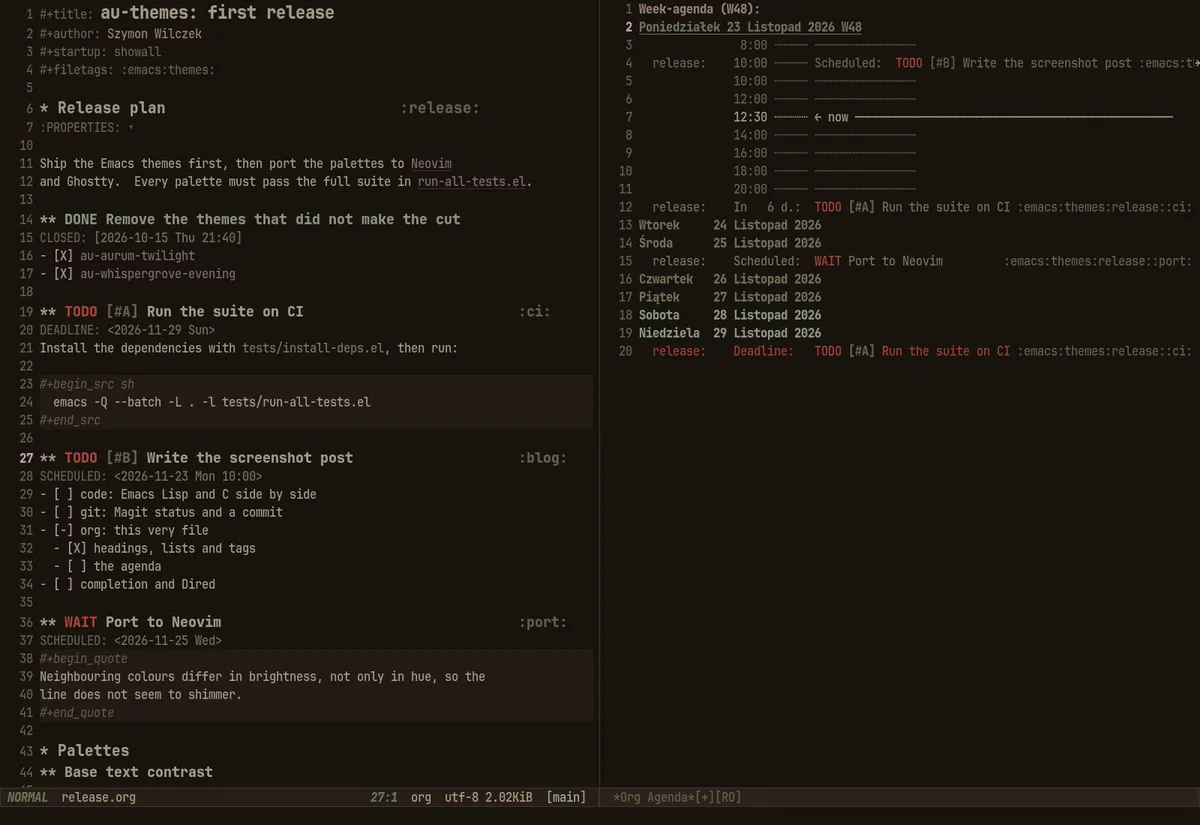 1 #+title: au-themes: first release
2 #+author: Szymon Wilczek
3 #+startup: showall
4 #+filetags: :emacs:themes:
5
6 * Release plan :release:
7 :PROPERTIES: ▾
10
11 Ship the Emacs themes first, then port the palettes to Neovim
12 and Ghostty.  Every palette must pass the full suite in run-all-tests.el.
13
14 ** DONE Remove the themes that did not make the cut
15 CLOSED: [2026-10-15 Thu 21:40]
16 - [X] au-aurum-twilight
17 - [X] au-whispergrove-evening
18
19 ** TODO [#A] Run the suite on CI :ci:
20 DEADLINE: <2026-11-29 Sun>
21 Install the dependencies with tests/install-deps.el, then run:
22
23 #+begin_src sh
24   emacs -Q --batch -L . -l tests/run-all-tests.el
25 #+end_src
26
27 ** TODO [#B] Write the screenshot post :blog:
28 SCHEDULED: <2026-11-23 Mon 10:00>
29 - [ ] code: Emacs Lisp and C side by side
30 - [ ] git: Magit status and a commit
31 - [-] org: this very file
32   - [X] headings, lists and tags
33   - [ ] the agenda
34 - [ ] completion and Dired
35
36 ** WAIT Port to Neovim :port:
37 SCHEDULED: <2026-11-25 Wed>
38 #+begin_quote
39 Neighbouring colours differ in brightness, not only in hue, so the
40 line does not seem to shimmer.
41 #+end_quote
42
43 * Palettes
44 ** Base text contrast
NORMAL release.org 27:1 org utf-8 2.02KiB [main]
1 Week-agenda (W48):
2 Poniedziałek 23 Listopad 2026 W48
3 8:00 ┄┄┄┄┄ ┄┄┄┄┄┄┄┄┄┄┄┄┄┄┄
4 release: 10:00 ┄┄┄┄┄ Scheduled: TODO [#B] Write the screenshot post :emacs:t
5 10:00 ┄┄┄┄┄ ┄┄┄┄┄┄┄┄┄┄┄┄┄┄┄
6 12:00 ┄┄┄┄┄ ┄┄┄┄┄┄┄┄┄┄┄┄┄┄┄
7 12:30 ┄┄┄┄┄ ← now ───────────────────────────────────────────────
8 14:00 ┄┄┄┄┄ ┄┄┄┄┄┄┄┄┄┄┄┄┄┄┄
9 16:00 ┄┄┄┄┄ ┄┄┄┄┄┄┄┄┄┄┄┄┄┄┄
10 18:00 ┄┄┄┄┄ ┄┄┄┄┄┄┄┄┄┄┄┄┄┄┄
11 20:00 ┄┄┄┄┄ ┄┄┄┄┄┄┄┄┄┄┄┄┄┄┄
12 release: In   6 d.: TODO [#A] Run the suite on CI :emacs:themes:release::ci:
13 Wtorek 24 Listopad 2026
14 Środa 25 Listopad 2026
15 release: Scheduled: WAIT Port to Neovim :emacs:themes:release::port:
16 Czwartek 26 Listopad 2026
17 Piątek 27 Listopad 2026
18 Sobota 28 Listopad 2026
19 Niedziela 29 Listopad 2026
20 release: Deadline: TODO [#A] Run the suite on CI :emacs:themes:release::ci:
*Org Agenda*[+][RO]